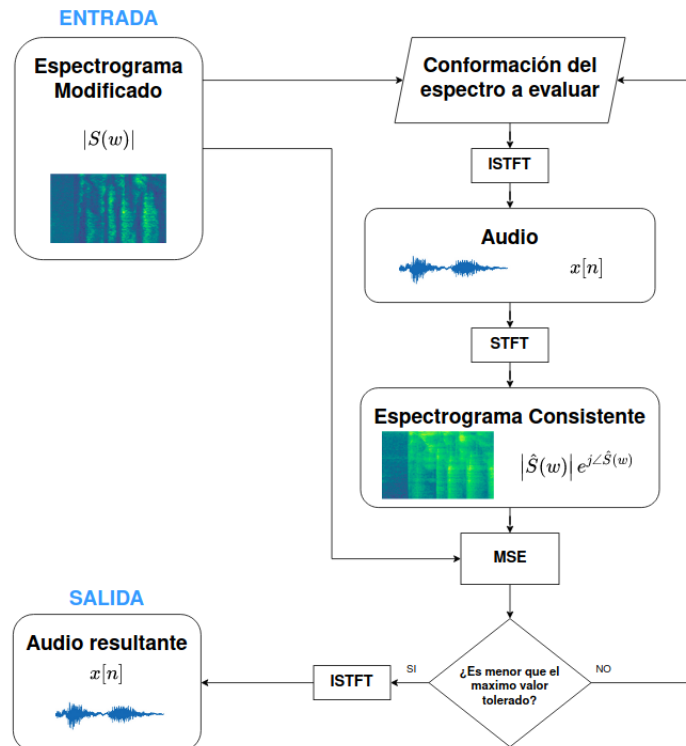 ENTRADA
Espectrograma
Modificado
|S(w)|
Conformación del
espectro a evaluar
ISTFT
Audio
x[n]
STFT
Espectrograma Consistente
|Ŝ(w)| e^{j∠Ŝ(w)}
MSE
SALIDA
Audio resultante
x[n]
ISTFT
SI
¿Es menor que el
maximo valor
tolerado?
NO